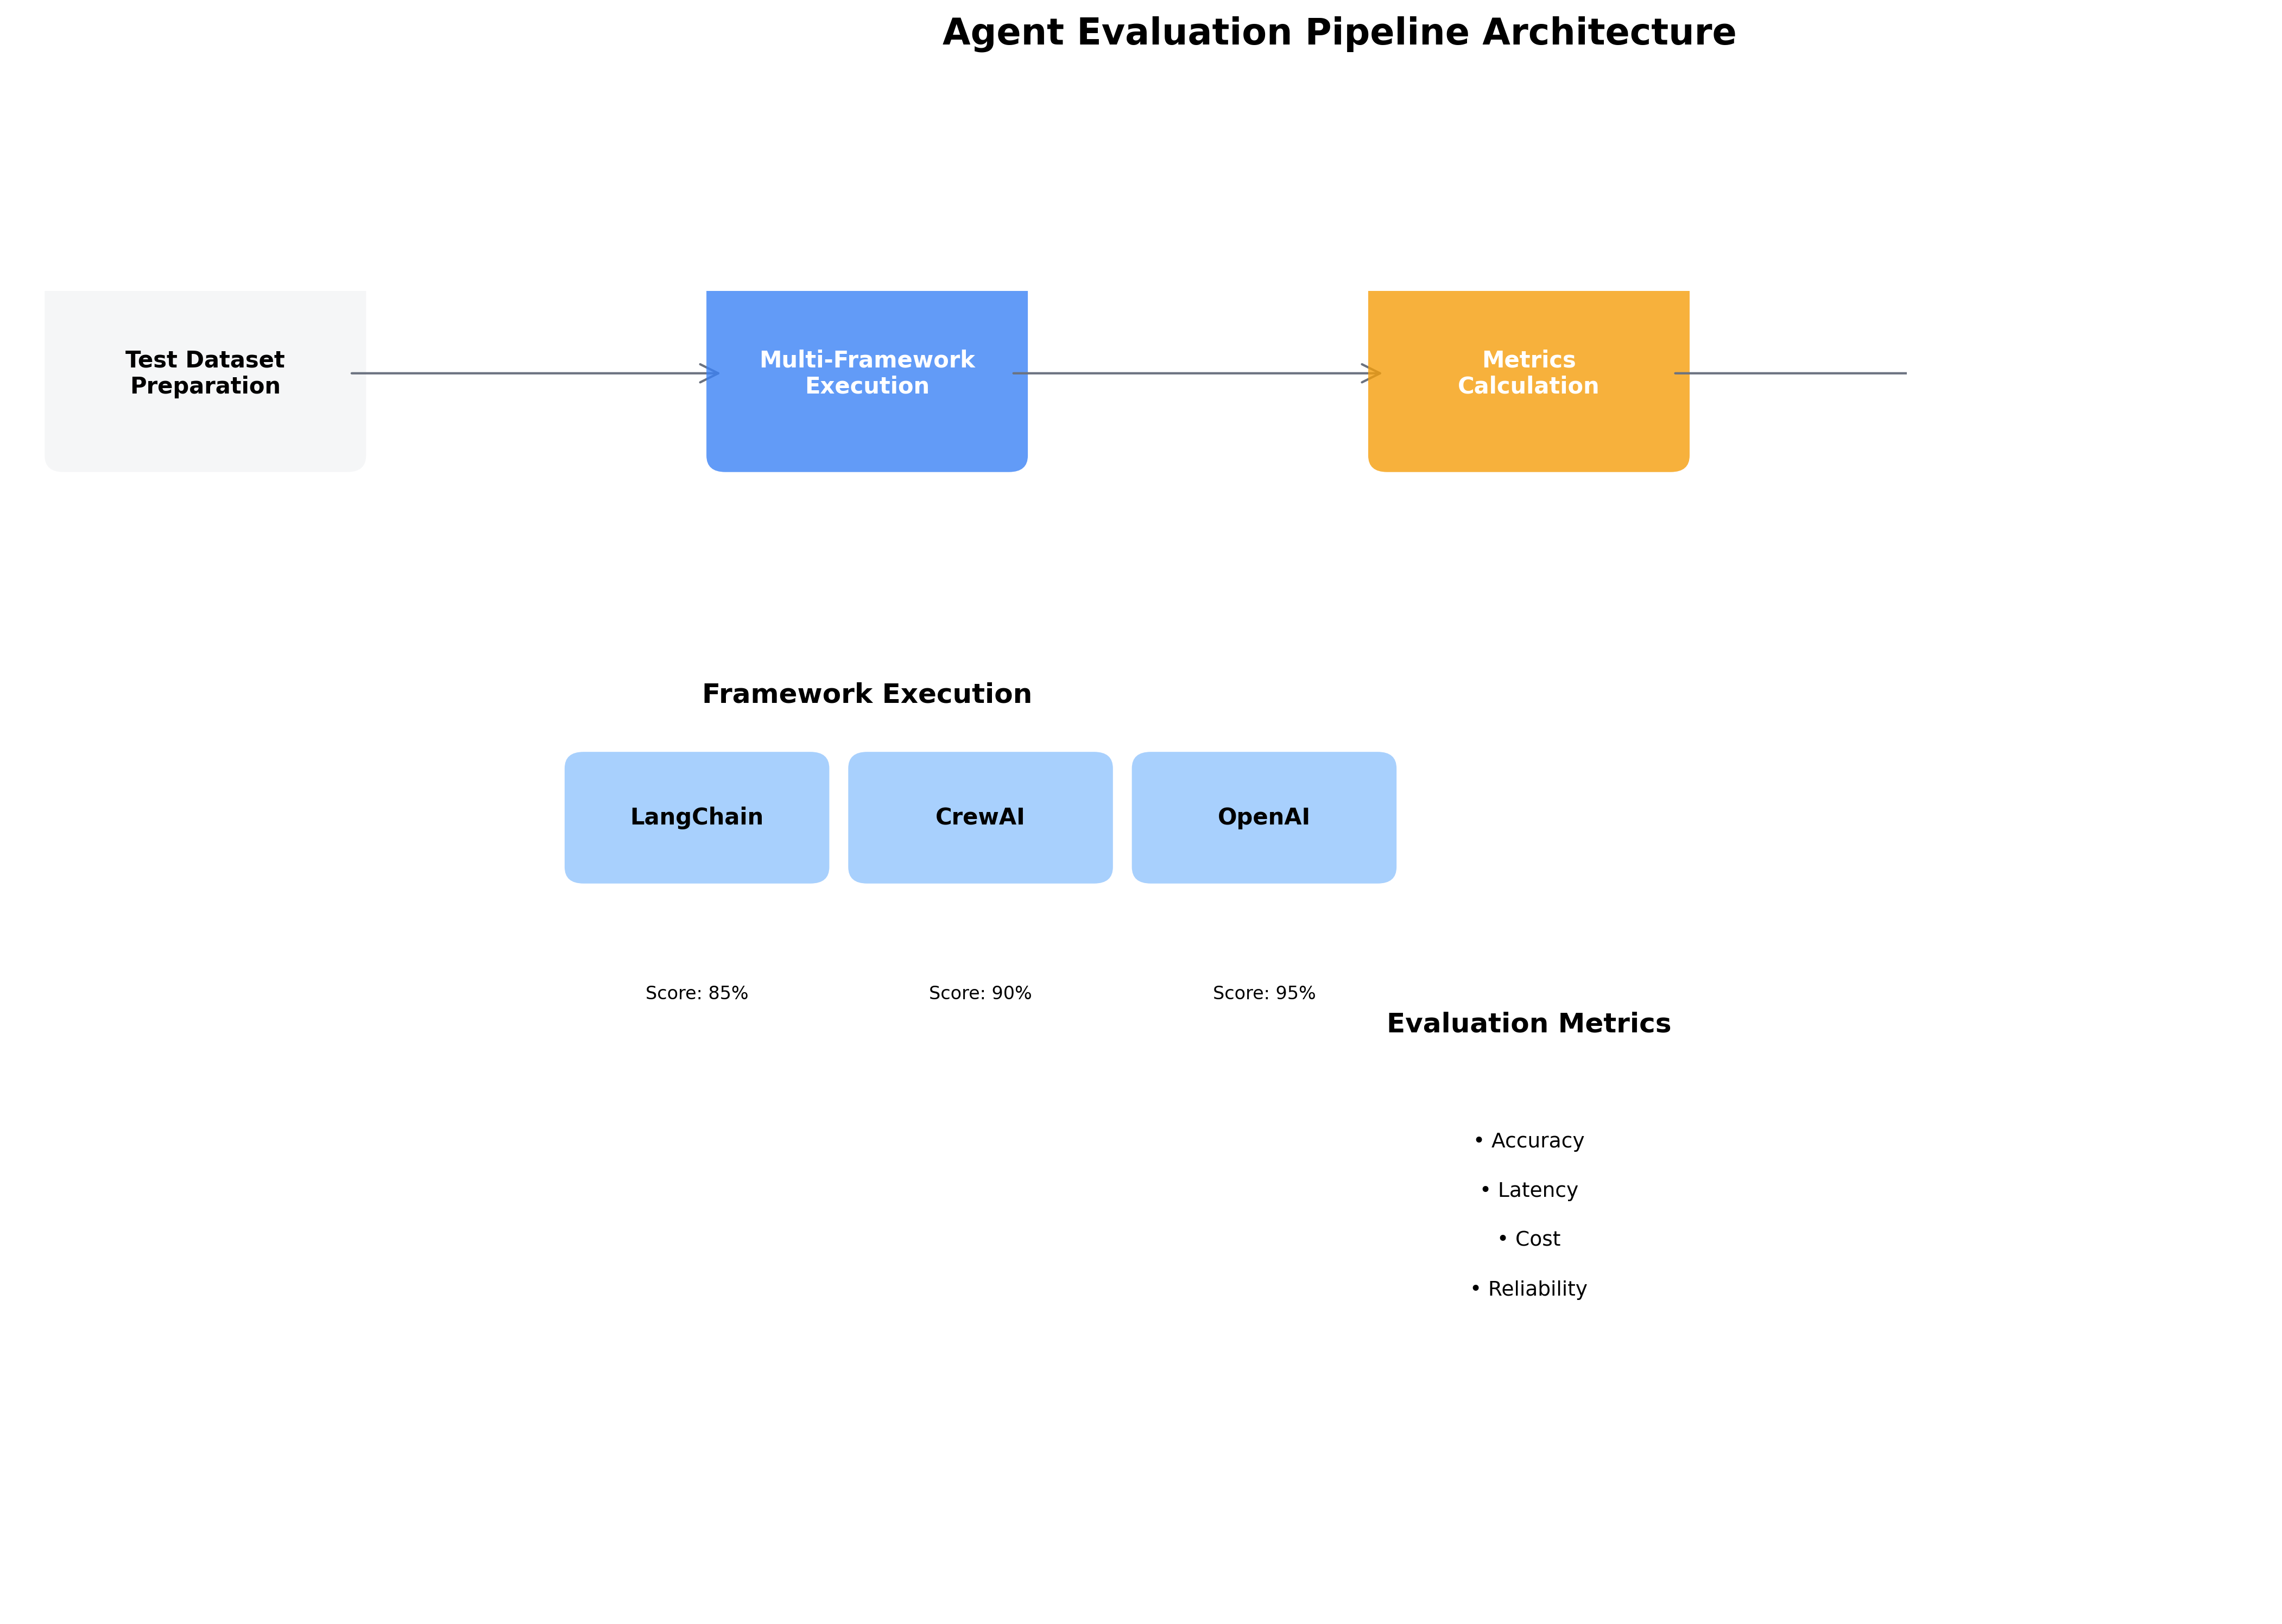 Agent Evaluation Pipeline Architecture
Test Dataset
Preparation
Multi-Framework
Execution
Metrics
Calculation
Framework Execution
LangChain
CrewAI
OpenAI
Score: 85%
Score: 90%
Score: 95%
Evaluation Metrics
• Accuracy
• Latency
• Cost
• Reliability